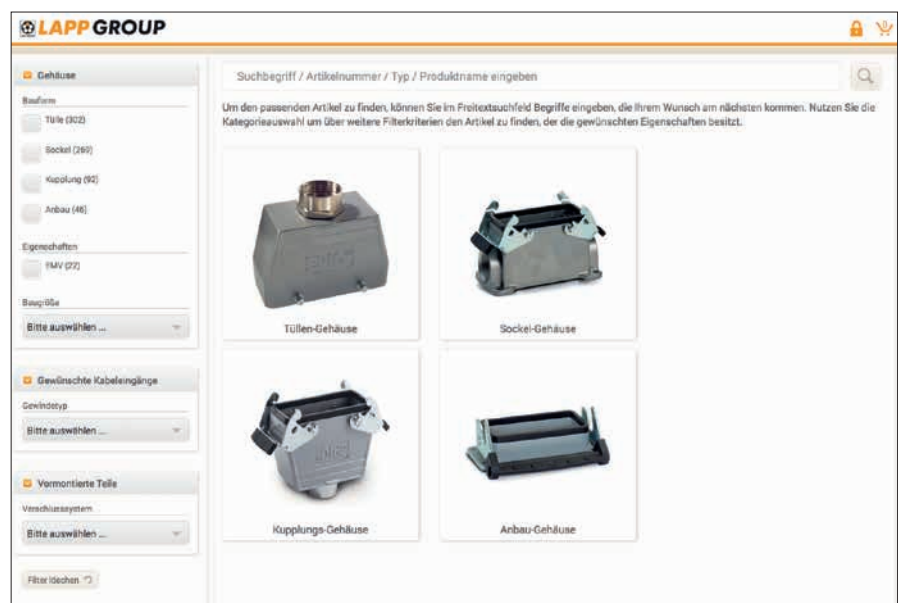 LAPP GROUP
0
Gehäuse
Bauform
Tülle (302)
Sockel (260)
Kupplung (92)
Anbau (46)
Eigenschaften
EMV (22)
Baugröße
Bitte auswählen ...
Gewünschte Kabeleingänge
Gewindetyp
Bitte auswählen ...
Vormontierte Teile
Verschlusssystem
Bitte auswählen ...
Filter löschen
Suchbegriff / Artikelnummer / Typ / Produktname eingeben
Um den passenden Artikel zu finden, können Sie im Freitextsuchfeld Begriffe eingeben, die Ihrem Wunsch am nächsten kommen. Nutzen Sie die
Kategorieauswahl um über weitere Filterkriterien den Artikel zu finden, der die gewünschten Eigenschaften besitzt.
Tüllen-Gehäuse
Sockel-Gehäuse
Kupplungs-Gehäuse
Anbau-Gehäuse